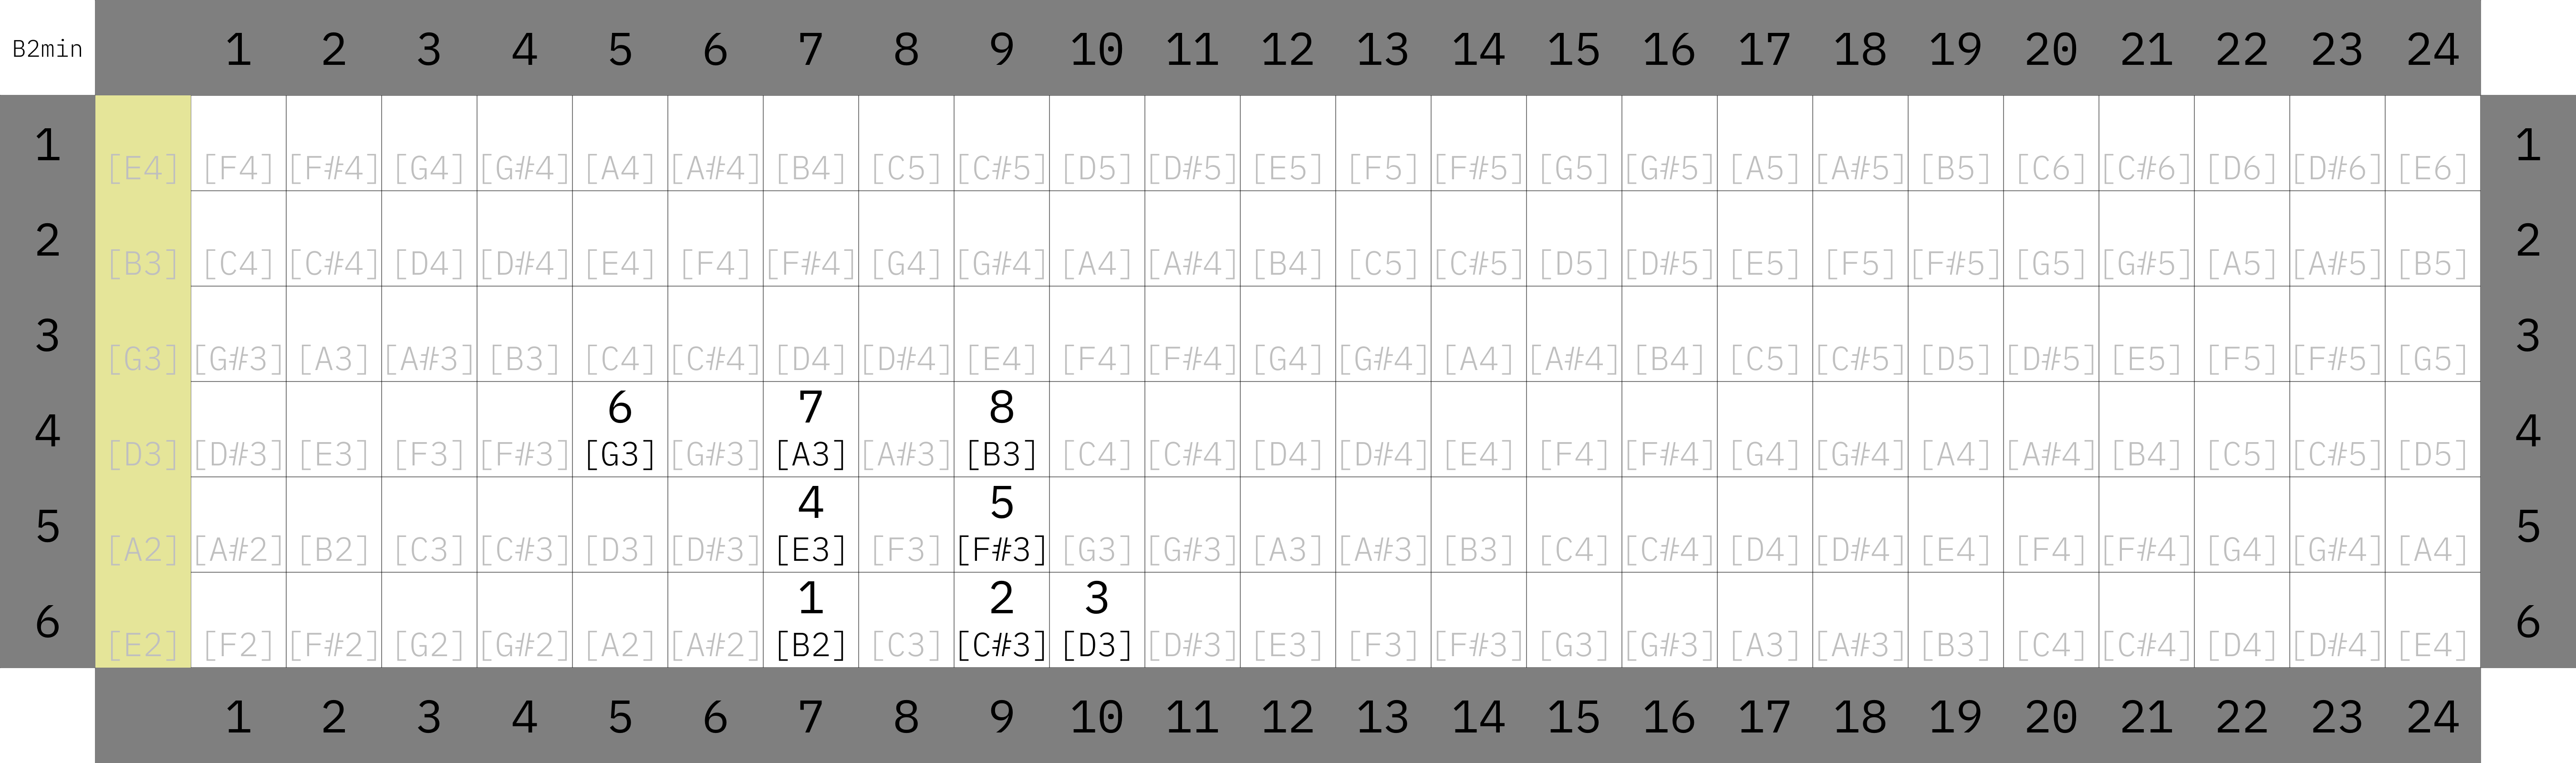 B2min 1 2 3 4 5 6 7 8 9 10 11 12 13 14 15 16 17 18 19 20 21 22 23 24
1 [E4] [F4] [F#4] [G4] [G#4] [A4] [A#4] [B4] [C5] [C#5] [D5] [D#5] [E5] [F5] [F#5] [G5] [G#5] [A5] [A#5] [B5] [C6] [C#6] [D6] [D#6] [E6] 1
2 [B3] [C4] [C#4] [D4] [D#4] [E4] [F4] [F#4] [G4] [G#4] [A4] [A#4] [B4] [C5] [C#5] [D5] [D#5] [E5] [F5] [F#5] [G5] [G#5] [A5] [A#5] [B5] 2
3 [G3] [G#3] [A3] [A#3] [B3] [C4] [C#4] [D4] [D#4] [E4] [F4] [F#4] [G4] [G#4] [A4] [A#4] [B4] [C5] [C#5] [D5] [D#5] [E5] [F5] [F#5] [G5] 3
6 7 8
4 [D3] [D#3] [E3] [F3] [F#3] [G3] [G#3] [A3] [A#3] [B3] [C4] [C#4] [D4] [D#4] [E4] [F4] [F#4] [G4] [G#4] [A4] [A#4] [B4] [C5] [C#5] [D5] 4
4 5
5 [A2] [A#2] [B2] [C3] [C#3] [D3] [D#3] [E3] [F3] [F#3] [G3] [G#3] [A3] [A#3] [B3] [C4] [C#4] [D4] [D#4] [E4] [F4] [F#4] [G4] [G#4] [A4] 5
1 2 3
6 [E2] [F2] [F#2] [G2] [G#2] [A2] [A#2] [B2] [C3] [C#3] [D3] [D#3] [E3] [F3] [F#3] [G3] [G#3] [A3] [A#3] [B3] [C4] [C#4] [D4] [D#4] [E4] 6
1 2 3 4 5 6 7 8 9 10 11 12 13 14 15 16 17 18 19 20 21 22 23 24